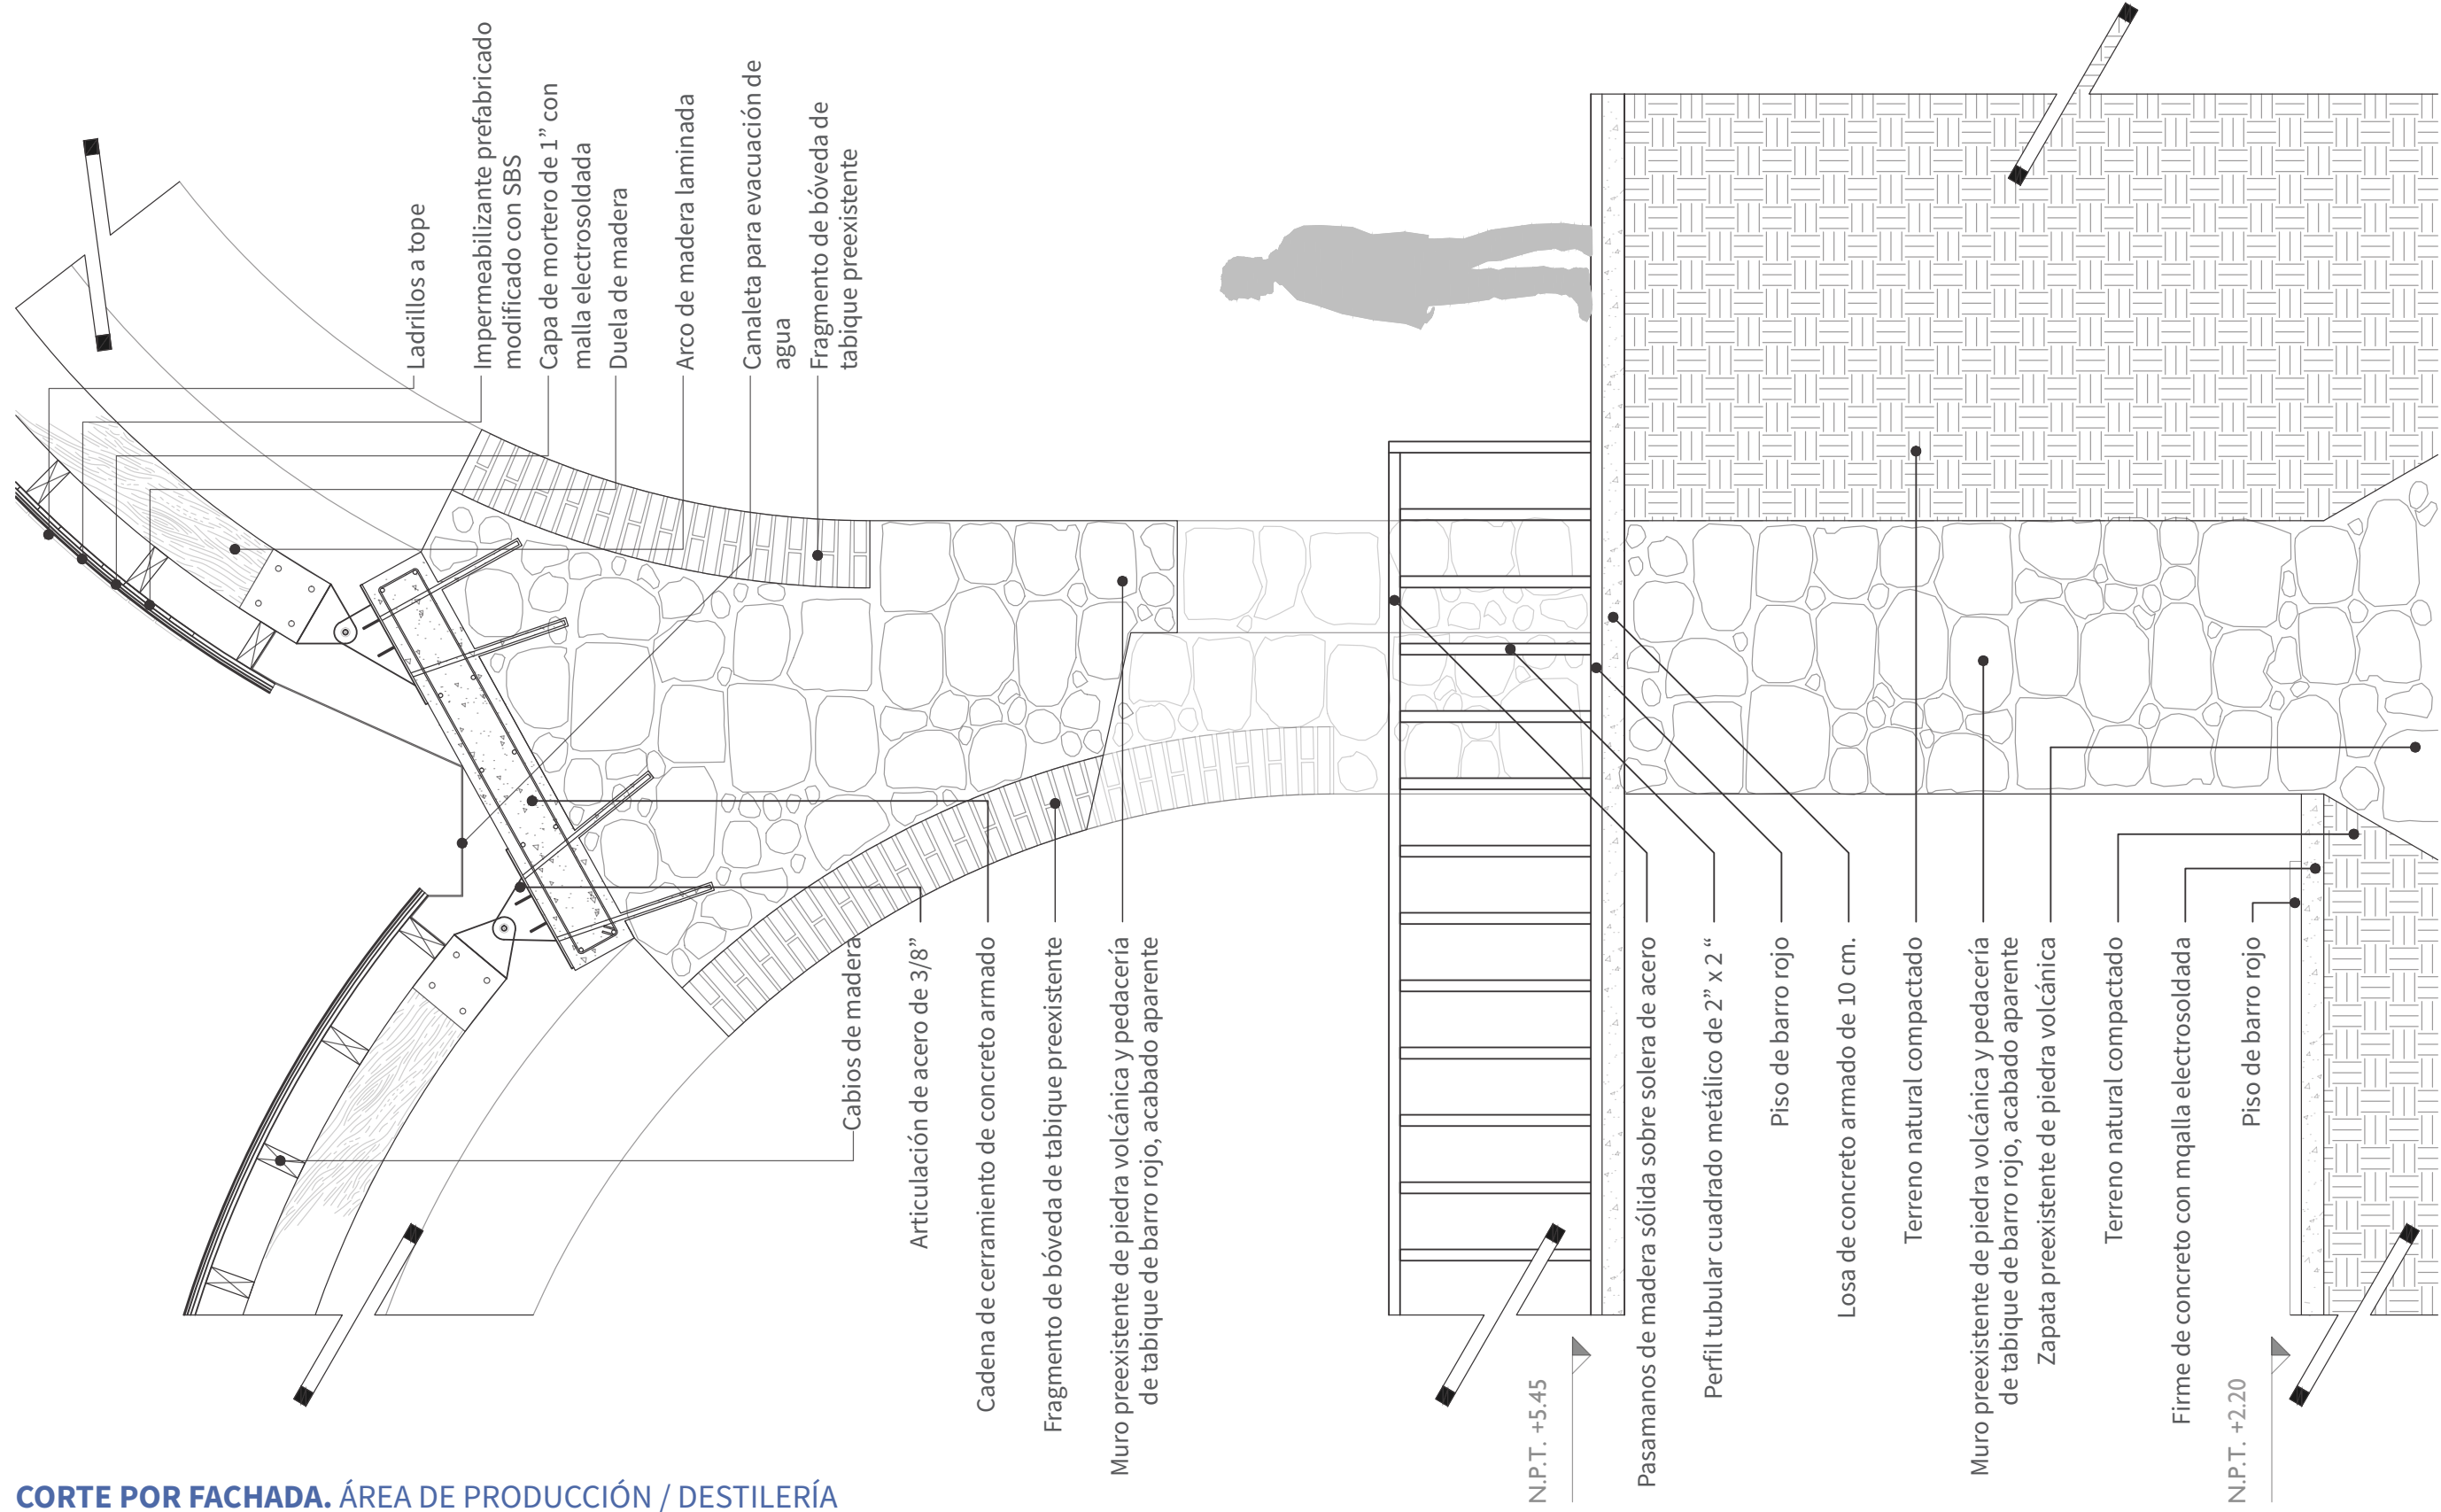 Ladrillos a tope
Impermeabilizante prefabricado
modificado con SBS
Capa de mortero de 1” con
malla electrosoldada
Duela de madera
Arco de madera laminada
Canaleta para evacuación de
agua
Fragmento de bóveda de
tabique preexistente
Cabios de madera
Articulación de acero de 3/8”
Cadena de cerramiento de concreto armado
Fragmento de bóveda de tabique preexistente
Muro preexistente de piedra volcánica y pedacería
de tabique de barro rojo, acabado aparente
N.P.T. +5.45
Pasamanos de madera sólida sobre solera de acero
Perfil tubular cuadrado metálico de 2” x 2 “
Piso de barro rojo
Losa de concreto armado de 10 cm.
Terreno natural compactado
Muro preexistente de piedra volcánica y pedacería
de tabique de barro rojo, acabado aparente
Zapata preexistente de piedra volcánica
Terreno natural compactado
Firme de concreto con mqalla electrosoldada
Piso de barro rojo
N.P.T. +2.20
CORTE POR FACHADA. ÁREA DE PRODUCCIÓN / DESTILERÍA